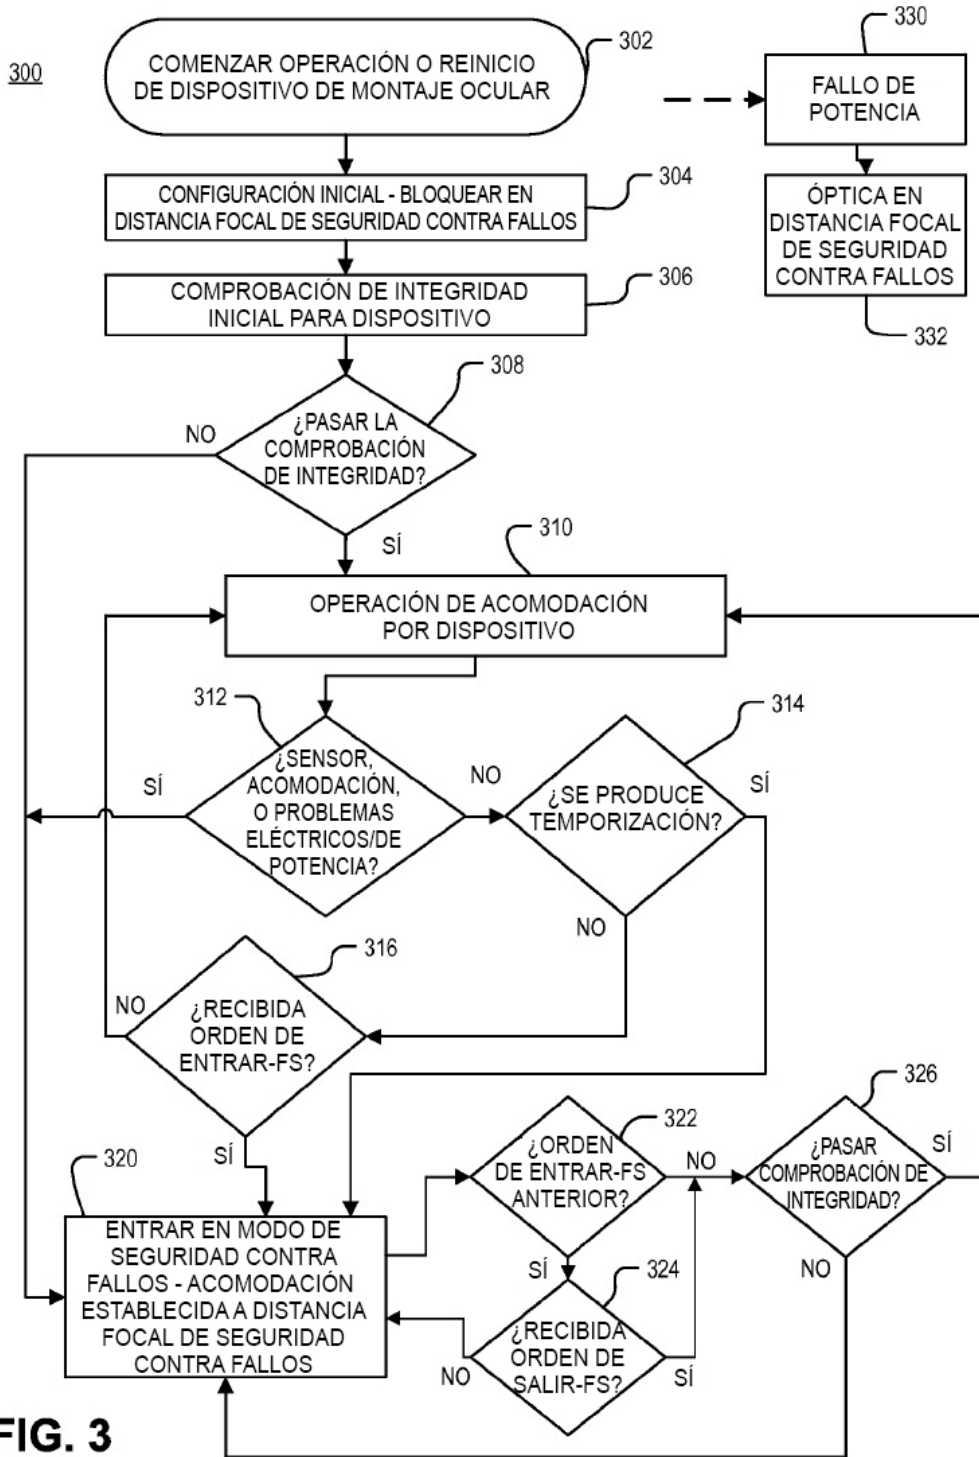 300
COMENZAR OPERACIÓN O REINICIO
DE DISPOSITIVO DE MONTAJE OCULAR
302
330
FALLO DE
POTENCIA
CONFIGURACIÓN INICIAL - BLOQUEAR EN
DISTANCIA FOCAL DE SEGURIDAD CONTRA FALLOS
304
ÓPTICA EN
DISTANCIA FOCAL
DE SEGURIDAD
CONTRA FALLOS
332
COMPROBACIÓN DE INTEGRIDAD
INICIAL PARA DISPOSITIVO
306
308
¿PASAR LA
COMPROBACIÓN
DE INTEGRIDAD?
NO
SÍ
310
OPERACIÓN DE ACOMODACIÓN
POR DISPOSITIVO
312
¿SENSOR,
ACOMODACIÓN,
O PROBLEMAS
ELÉCTRICOS/DE
POTENCIA?
SÍ
NO
314
¿SE PRODUCE
TEMPORIZACIÓN?
SÍ
NO
316
¿RECIBIDA
ORDEN DE
ENTRAR-FS?
NO
SÍ
320
ENTRAR EN MODO DE
SEGURIDAD CONTRA
FALLOS - ACOMODACIÓN
ESTABLECIDA A DISTANCIA
FOCAL DE SEGURIDAD
CONTRA FALLOS
322
¿ORDEN
DE ENTRAR-FS
ANTERIOR?
NO
SÍ
324
¿RECIBIDA
ORDEN DE
SALIR-FS?
NO
SÍ
326
¿PASAR
COMPROBACIÓN DE
INTEGRIDAD?
SÍ
NO
FIG. 3